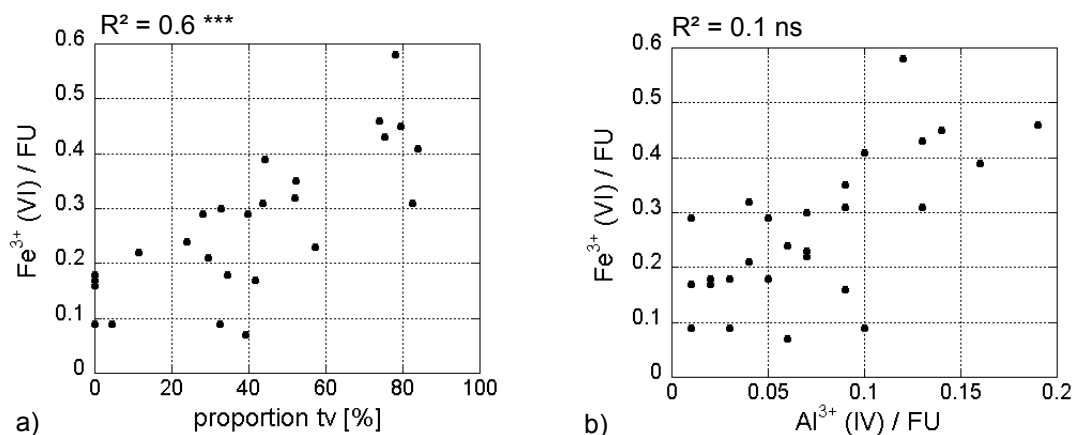 R² = 0.6 ***
0.6
0.5
0.4
0.3
0.2
0.1
0
Fe³⁺ (VI) / FU
0 20 40 60 80 100
proportion tv [%]
a)
R² = 0.1 ns
0.6
0.5
0.4
0.3
0.2
0.1
0
Fe³⁺ (VI) / FU
0 0.05 0.1 0.15 0.2
Al³⁺ (IV) / FU
b)